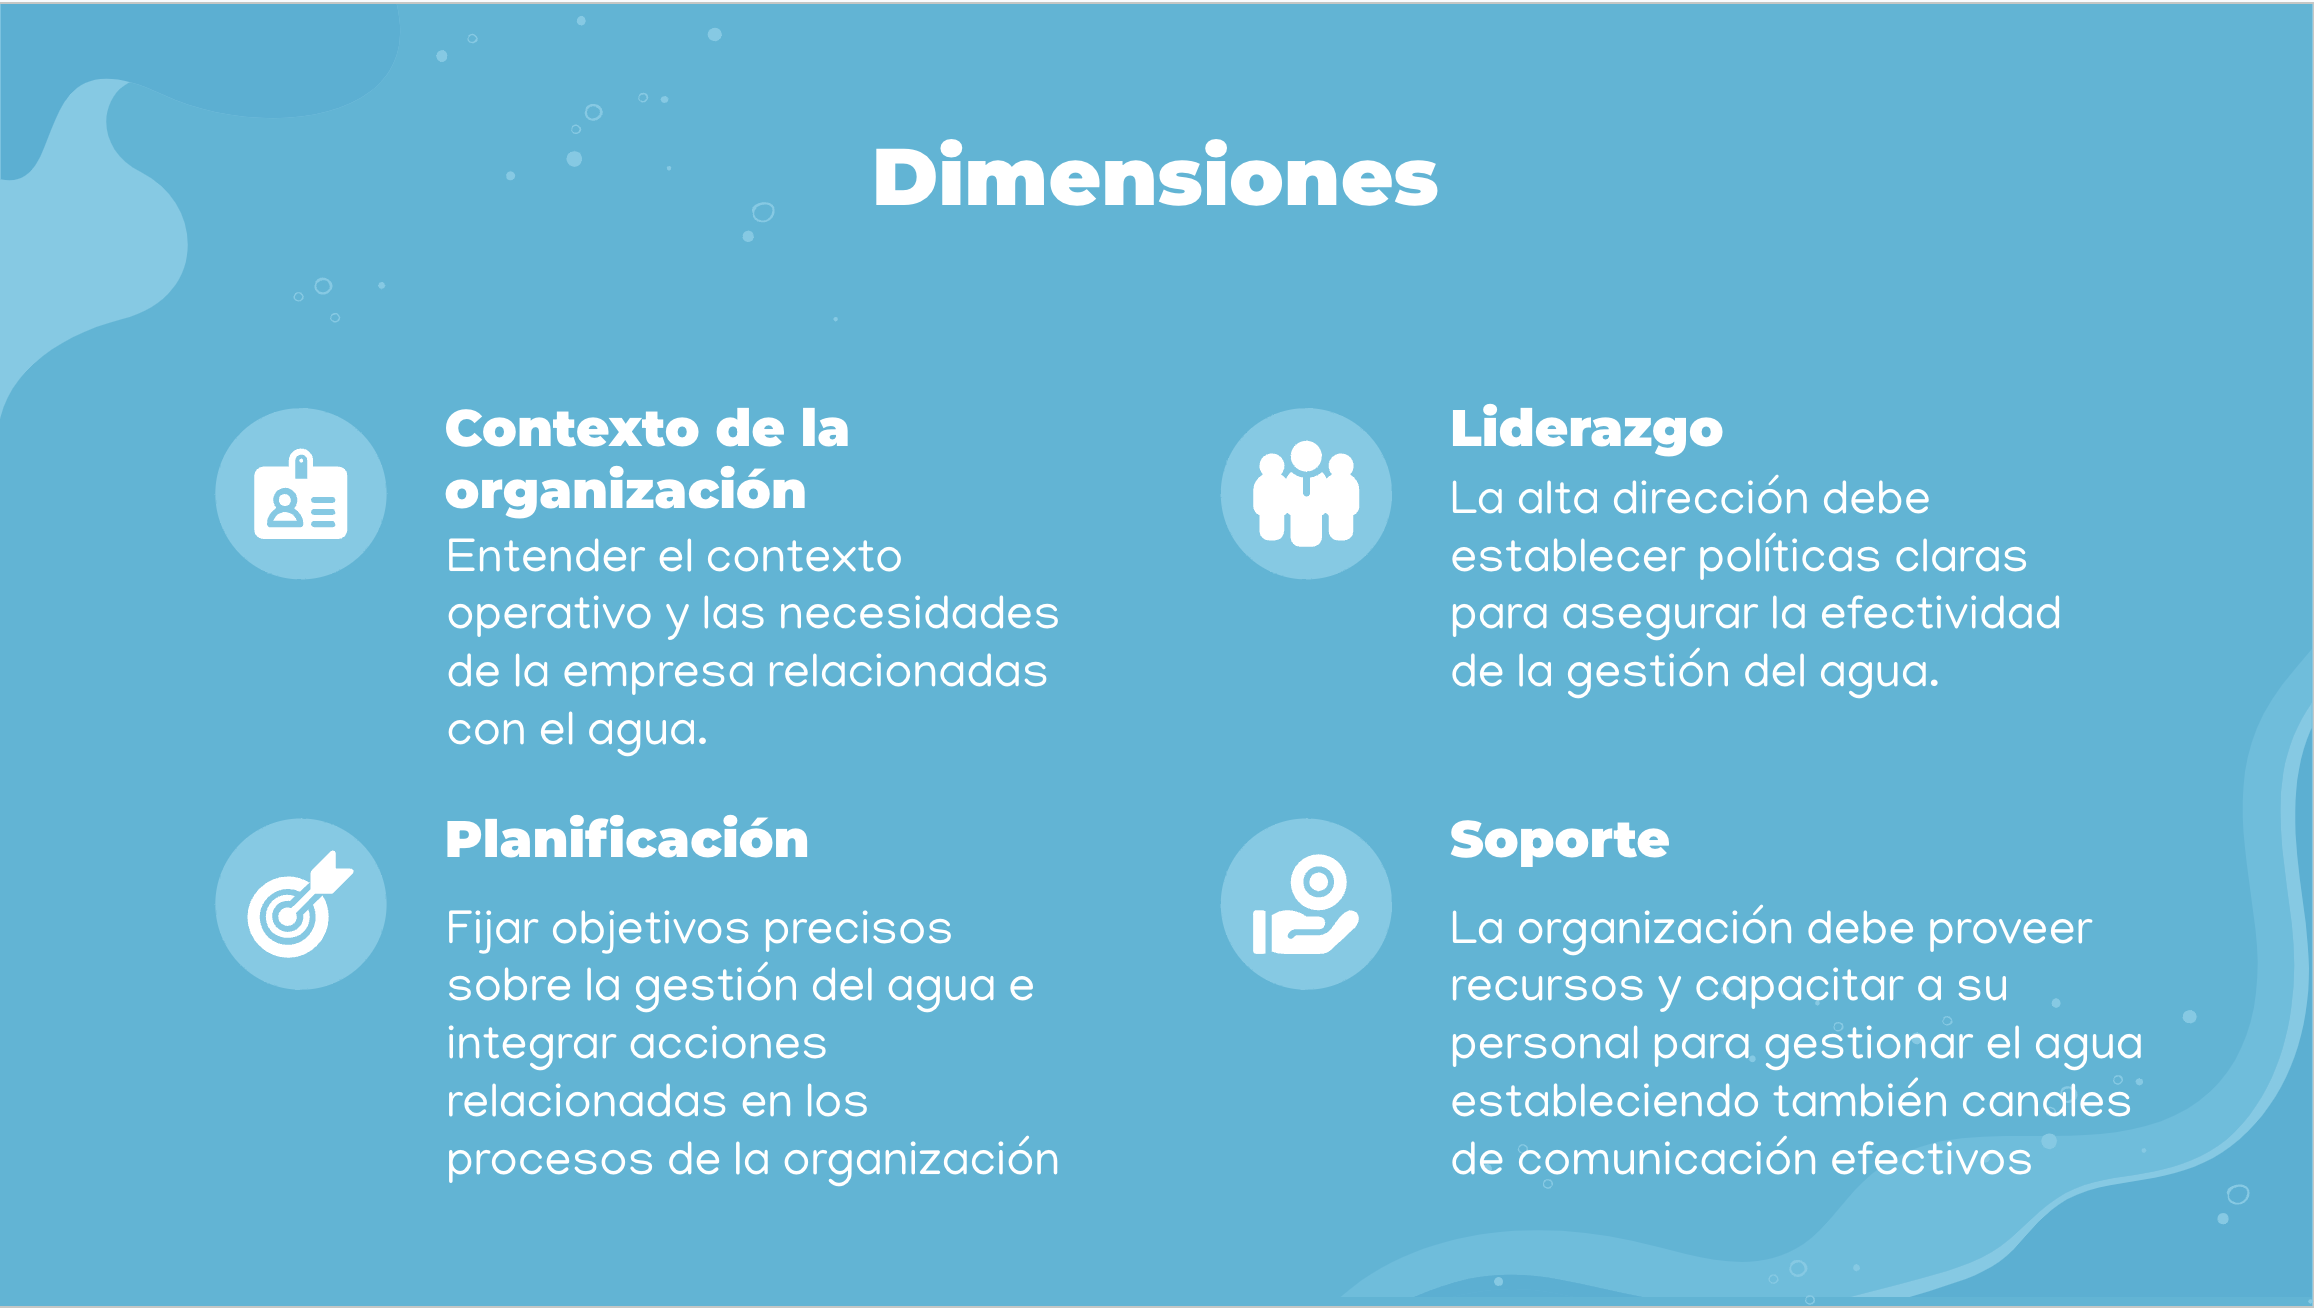 Dimensiones
Contexto de la
organización
Entender el contexto
operativo y las necesidades
de la empresa relacionadas
con el agua.
Liderazgo
La alta dirección debe
establecer políticas claras
para asegurar la efectividad
de la gestión del agua.
Planificación
Fijar objetivos precisos
sobre la gestión del agua e
integrar acciones
relacionadas en los
procesos de la organización
Soporte
La organización debe proveer
recursos y capacitar a su
personal para gestionar el agua
estableciendo también canales
de comunicación efectivos